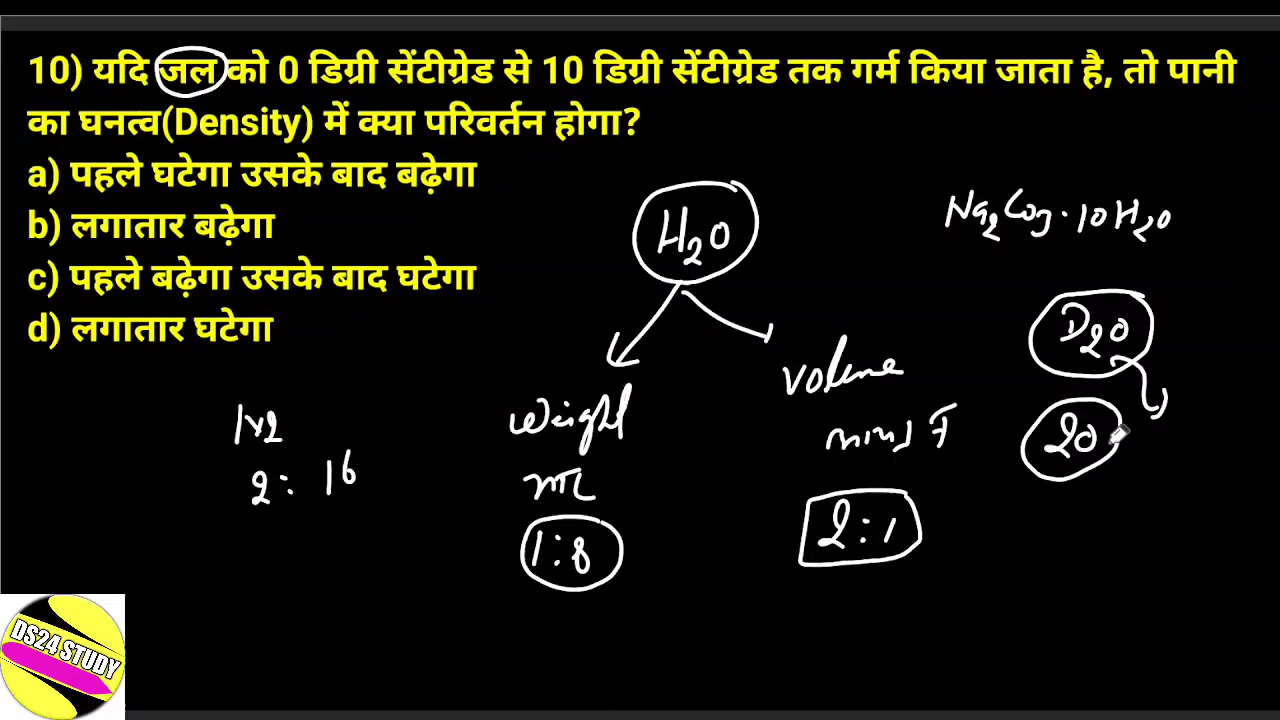 10) यदि जल को 0 डिग्री सेंटीग्रेड से 10 डिग्री सेंटीग्रेड तक गर्म किया जाता है, तो पानी
का घनत्व(Density) में क्या परिवर्तन होगा?
a) पहले घटेगा उसके बाद बढ़ेगा
b) लगातार बढ़ेगा
c) पहले बढ़ेगा उसके बाद घटेगा
d) लगातार घटेगा
H2O
Na2Co3·10H2O
D2O
Weight
Volume
1x2
2: 16
20
1:8
2:1
DS24 STUDY